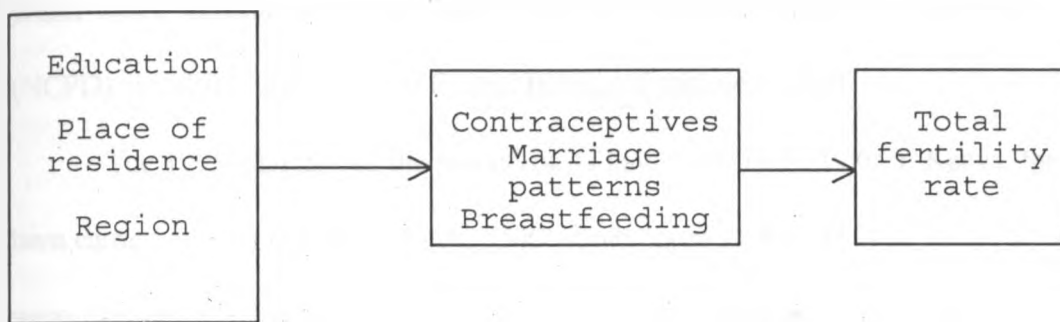 Education
Place of
residence
Region
Contraceptives
Marriage
patterns
Breastfeeding
Total
fertility
rate